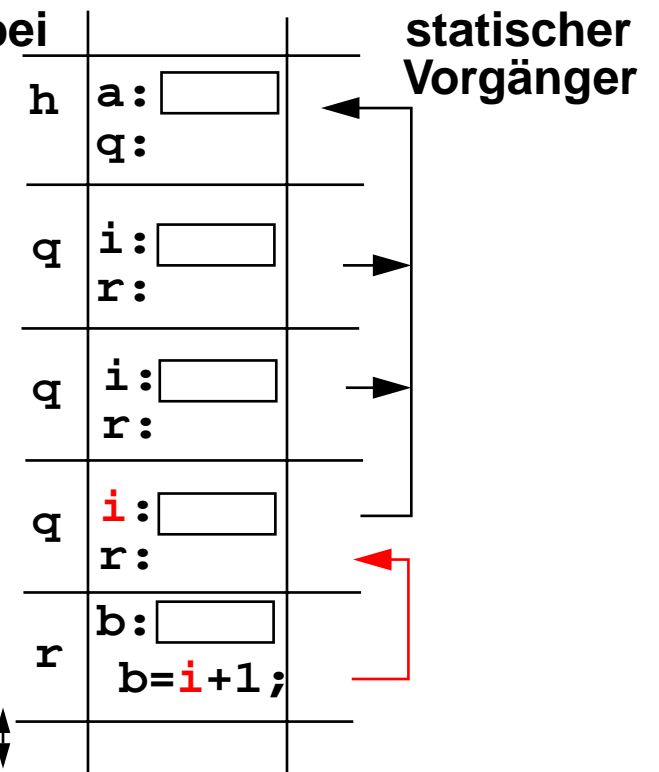 bei
statischer
Vorgänger
h
a:
q:
q
i:
r:
q
i:
r:
q
i:
r:
r
b:
b=i+1;